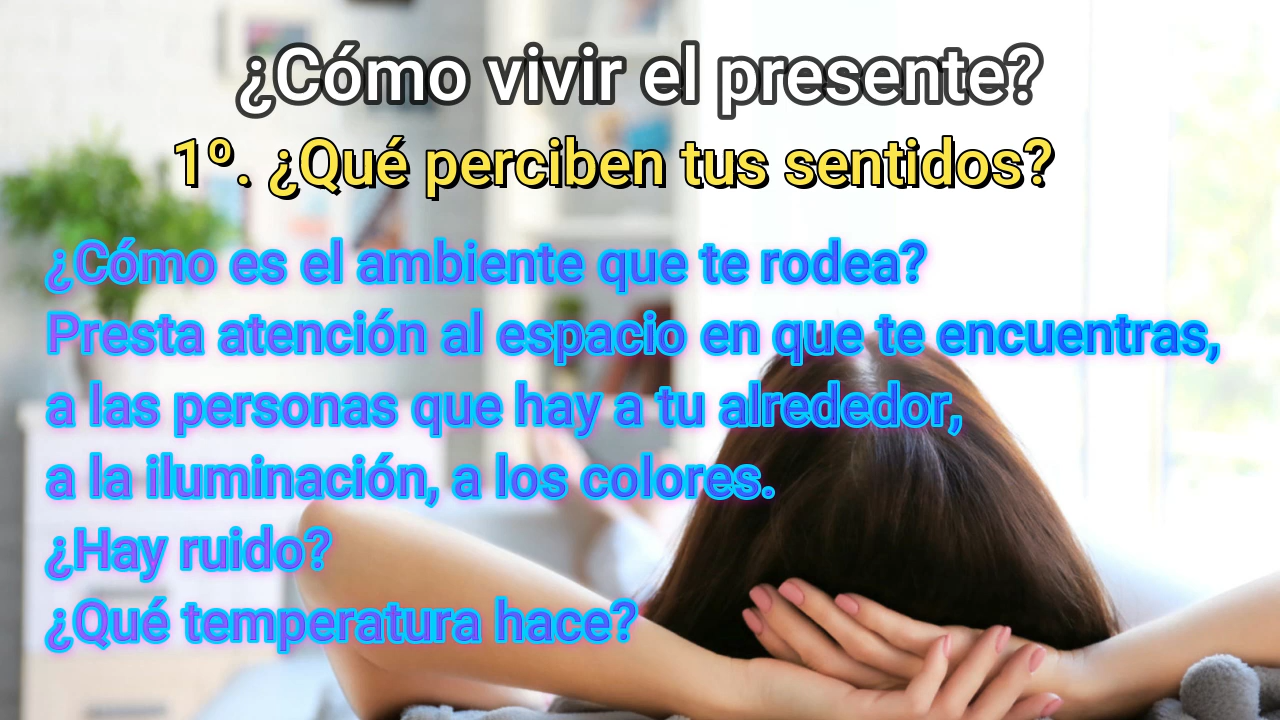 ¿Cómo vivir el presente?
1º. ¿Qué perciben tus sentidos?
¿Cómo es el ambiente que te rodea?
Presta atención al espacio en que te encuentras,
a las personas que hay a tu alrededor,
a la iluminación, a los colores.
¿Hay ruido?
¿Qué temperatura hace?